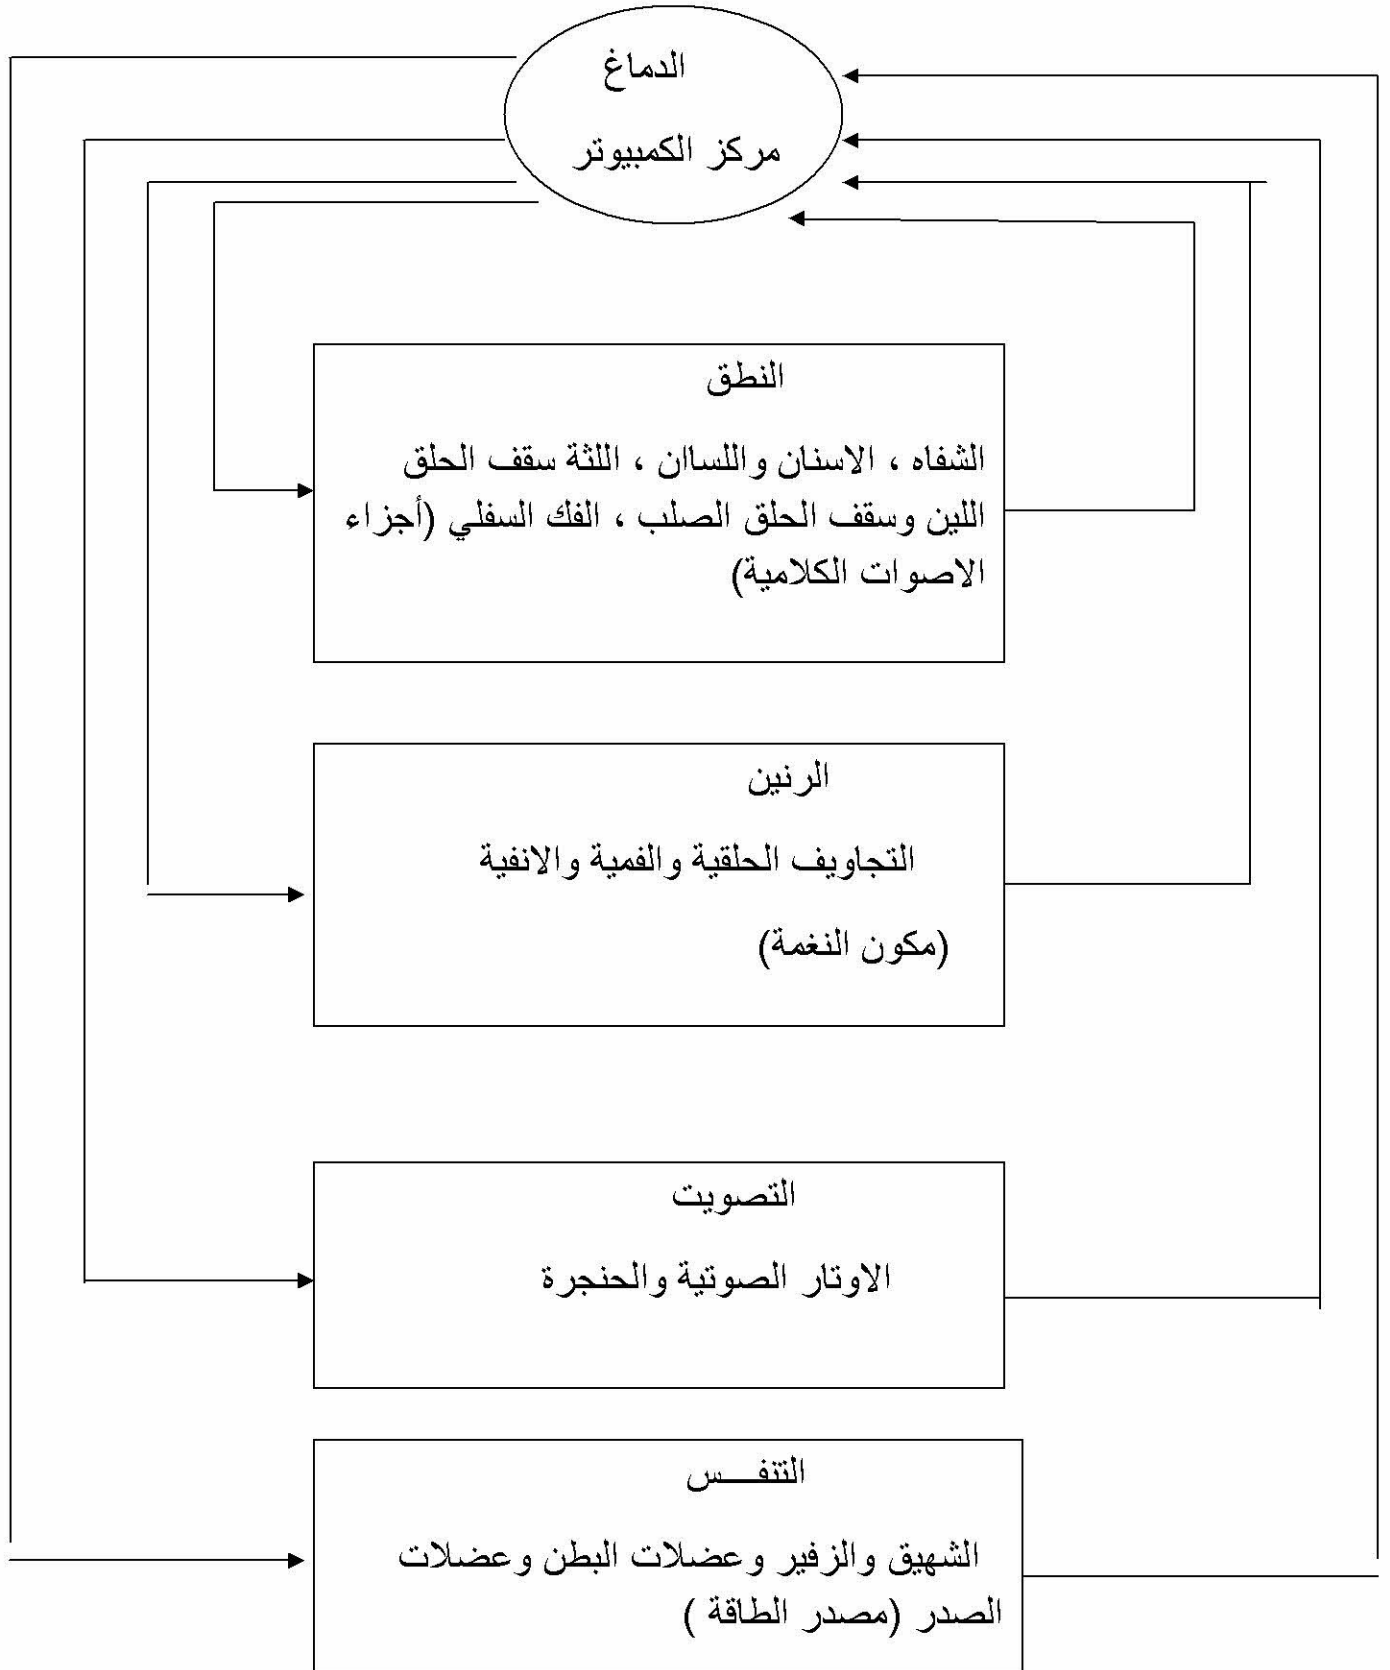 الدماغ
مركز الكمبيوتر
النطق
الشفاه ، الاسنان واللساان ، اللثة سقف الحلق
اللين وسقف الحلق الصلب ، الفك السفلي (أجزاء
الاصوات الكلامية)
الرنين
التجاويف الحلقية والفمية والانفية
(مكون النغمة)
التصويت
الاوتار الصوتية والحنجرة
التنفـــس
الشهيق والزفير وعضلات البطن وعضلات
الصدر (مصدر الطاقة )